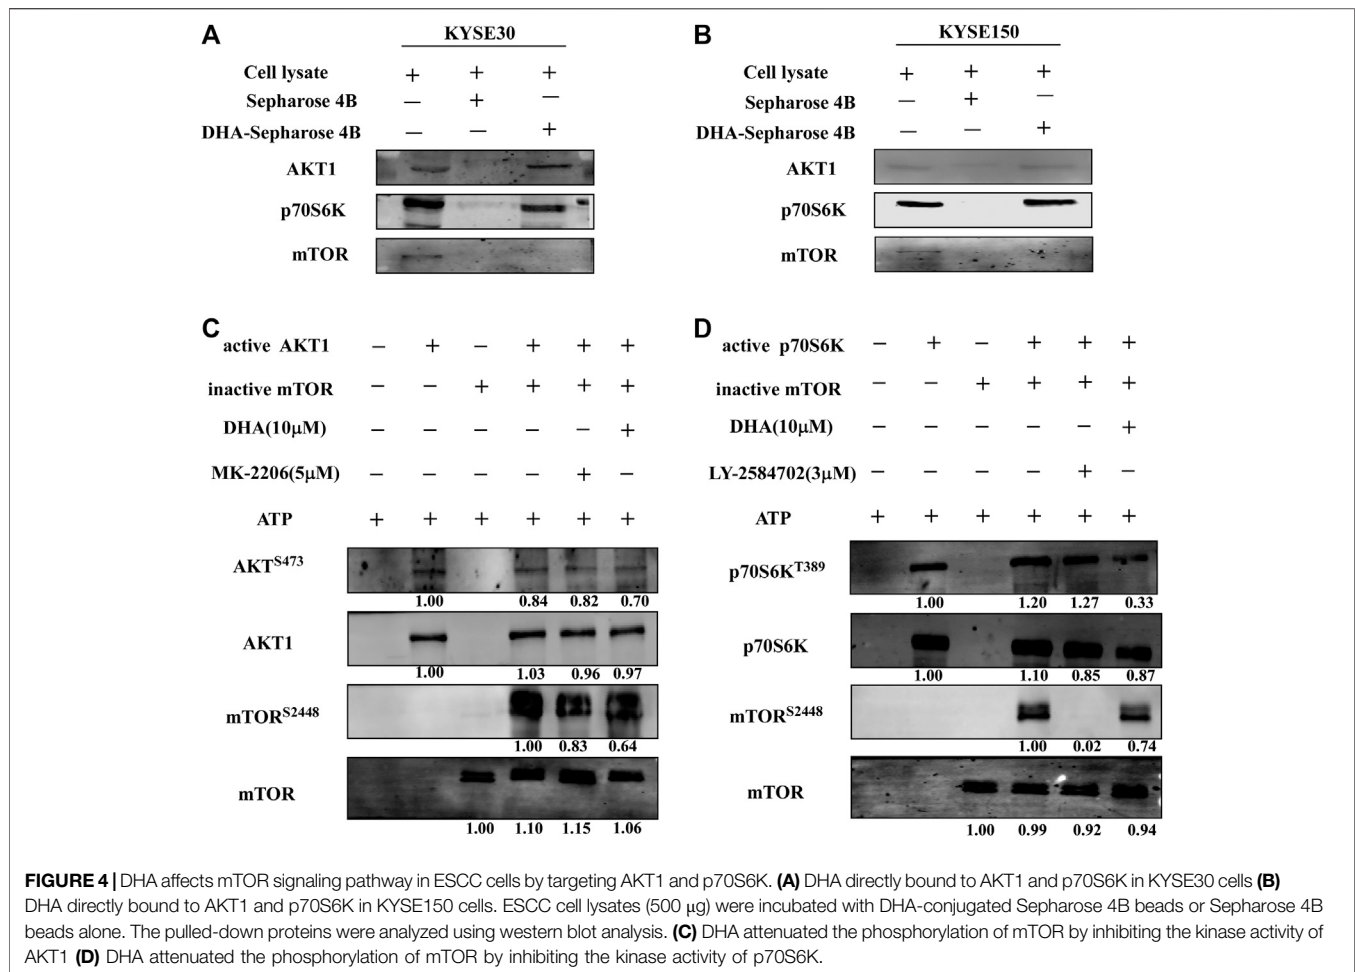 A
KYSE30
Cell lysate + + +
Sepharose 4B − + −
DHA-Sepharose 4B − − +
AKT1
p70S6K
mTOR
B
KYSE150
Cell lysate + + +
Sepharose 4B − + −
DHA-Sepharose 4B − − +
AKT1
p70S6K
mTOR
C
active AKT1 − + − + + +
inactive mTOR − − + + + +
DHA(10μM) − − − − − +
MK-2206(5μM) − − − − + −
ATP + + + + + +
AKTS473
1.00 0.84 0.82 0.70
AKT1
1.00 1.03 0.96 0.97
mTORS2448
1.00 0.83 0.64
mTOR
1.00 1.10 1.15 1.06
D
active p70S6K − + − + + +
inactive mTOR − − + + + +
DHA(10μM) − − − − − +
LY-2584702(3μM) − − − − + −
ATP + + + + + +
p70S6KT389
1.00 1.20 1.27 0.33
p70S6K
1.00 1.10 0.85 0.87
mTORS2448
1.00 0.02 0.74
mTOR
1.00 0.99 0.92 0.94
FIGURE 4 | DHA affects mTOR signaling pathway in ESCC cells by targeting AKT1 and p70S6K. (A) DHA directly bound to AKT1 and p70S6K in KYSE30 cells (B)
DHA directly bound to AKT1 and p70S6K in KYSE150 cells. ESCC cell lysates (500 μg) were incubated with DHA-conjugated Sepharose 4B beads or Sepharose 4B
beads alone. The pulled-down proteins were analyzed using western blot analysis. (C) DHA attenuated the phosphorylation of mTOR by inhibiting the kinase activity of
AKT1 (D) DHA attenuated the phosphorylation of mTOR by inhibiting the kinase activity of p70S6K.